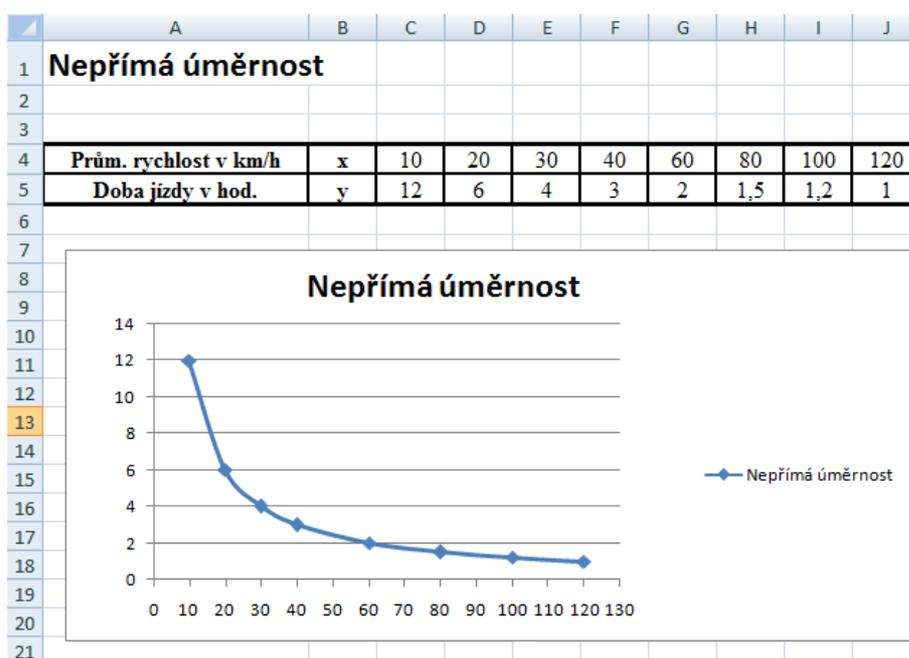 A B C D E F G H I J
1 Nepřímá úměrnost
2
3
4 Prům. rychlost v km/h x 10 20 30 40 60 80 100 120
5 Doba jízdy v hod. y 12 6 4 3 2 1,5 1,2 1
6
7
8 Nepřímá úměrnost
9
10 14
11 12
12 10
13 8
14 6
15 Nepřímá úměrnost
16 4
17 2
18 0
19
20 0 10 20 30 40 50 60 70 80 90 100 110 120 130
21